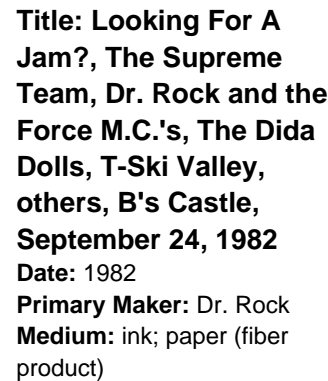 Title: Looking For A
Jam?, The Supreme
Team, Dr. Rock and the
Force M.C.'s, The Dida
Dolls, T-Ski Valley,
others, B's Castle,
September 24, 1982
Date: 1982
Primary Maker: Dr. Rock
Medium: ink; paper (fiber
product)